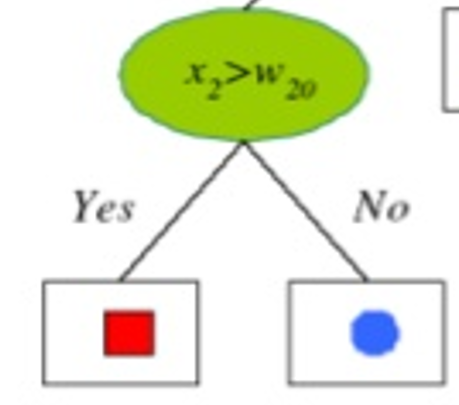 x₂>w₂₀
Yes
No